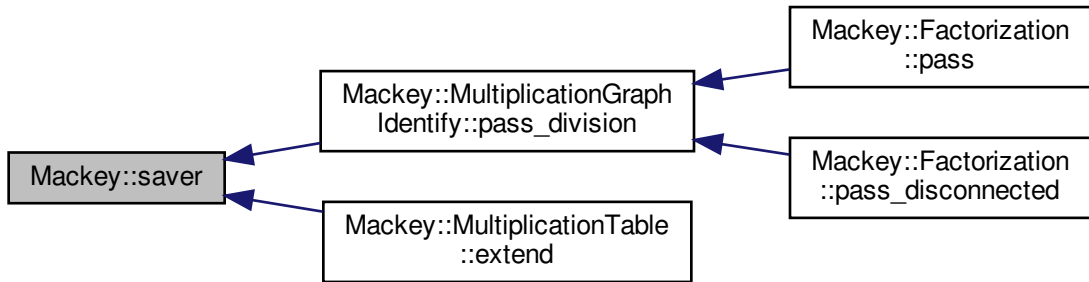 Mackey::saver
Mackey::MultiplicationGraph
Identify::pass_division
Mackey::MultiplicationTable
::extend
Mackey::Factorization
::pass
Mackey::Factorization
::pass_disconnected